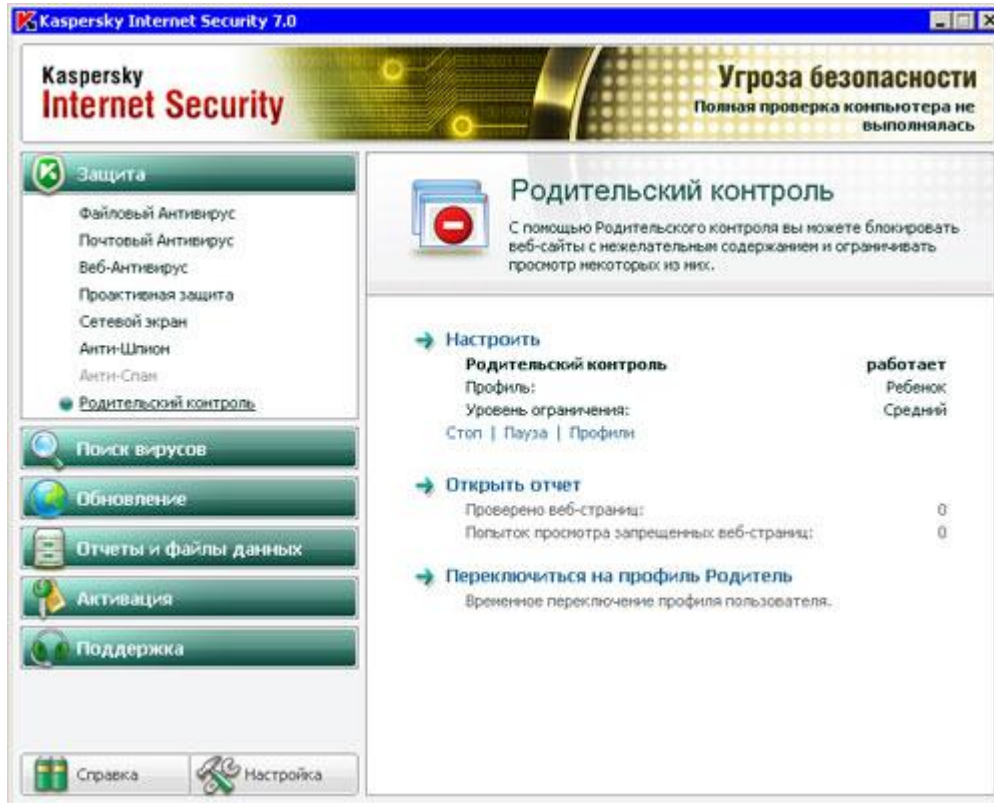 Kaspersky Internet Security 7.0
Kaspersky
Internet Security
Угроза безопасности
Полная проверка компьютера не
выполнялась
Защита
Файловый Антивирус
Почтовый Антивирус
Веб-Антивирус
Проактивная защита
Сетевой экран
Анти-Шпион
Анти-Спам
Родительский контроль
Поиск вирусов
Обновление
Отчеты и файлы данных
Активация
Поддержка
Справка
Настройка
Родительский контроль
С помощью Родительского контроля вы можете блокировать
веб-сайты с нежелательным содержанием и ограничивать
просмотр некоторых из них.
Настроить
Родительский контроль работает
Профиль: Ребенок
Уровень ограничения: Средний
Стоп | Пауза | Профили
Открыть отчет
Проверено веб-страниц: 0
Попыток просмотра запрещенных веб-страниц: 0
Переключиться на профиль Родитель
Временное переключение профиля пользователя.